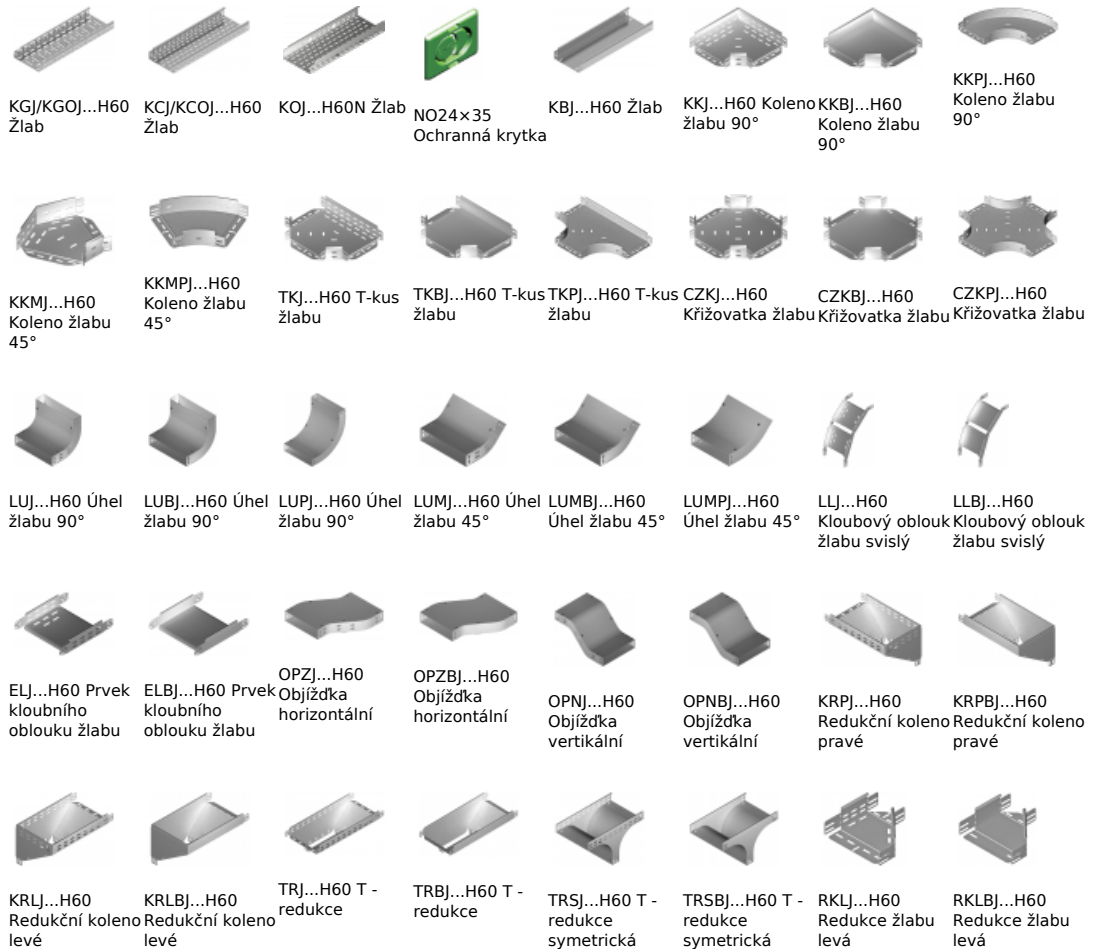 KGJ/KGOJ...H60
Žlab
KCJ/KCOJ...H60
Žlab
KOJ...H60N Žlab
NO24×35
Ochranná krytka
KBJ...H60 Žlab
KKJ...H60 Koleno
žlabu 90°
KKBJ...H60
Koleno žlabu
90°
KKPJ...H60
Koleno žlabu
90°
KKMJ...H60
Koleno žlabu
45°
KKMPJ...H60
Koleno žlabu
45°
TKJ...H60 T-kus
žlabu
TKBJ...H60 T-kus
žlabu
TKPJ...H60 T-kus
žlabu
CZKJ...H60
Křižovatka žlabu
CZKBJ...H60
Křižovatka žlabu
CZKPJ...H60
Křižovatka žlabu
LUJ...H60 Úhel
žlabu 90°
LUBJ...H60 Úhel
žlabu 90°
LUPJ...H60 Úhel
žlabu 90°
LUMJ...H60 Úhel
žlabu 45°
LUMBJ...H60
Úhel žlabu 45°
LUMPJ...H60
Úhel žlabu 45°
LLJ...H60
Kloubový oblouk
žlabu svislý
LLBJ...H60
Kloubový oblouk
žlabu svislý
ELJ...H60 Prvek
kloubního
oblouku žlabu
ELBJ...H60 Prvek
kloubního
oblouku žlabu
OPZJ...H60
Objížďka
horizontální
OPZBJ...H60
Objížďka
horizontální
OPNJ...H60
Objížďka
vertikální
OPNBJ...H60
Objížďka
vertikální
KRPJ...H60
Redukční koleno
pravé
KRPBJ...H60
Redukční koleno
pravé
KRLJ...H60
Redukční koleno
levé
KRLBJ...H60
Redukční koleno
levé
TRJ...H60 T -
redukce
TRBJ...H60 T -
redukce
TRSJ...H60 T -
redukce
symetrická
TRSBJ...H60 T -
redukce
symetrická
RKLJ...H60
Redukce žlabu
levá
RKLBJ...H60
Redukce žlabu
levá